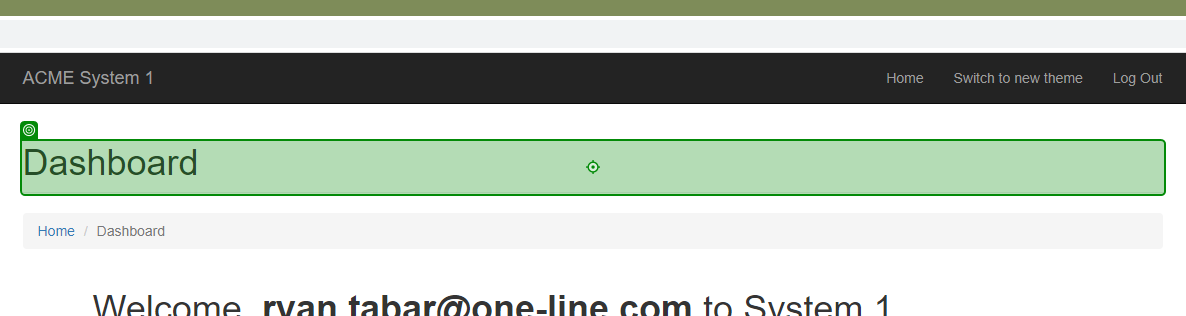 ACME System 1 Home Switch to new theme Log Out
Dashboard
Home / Dashboard
Welcome, ryan.tabar@one-line.com to System 1